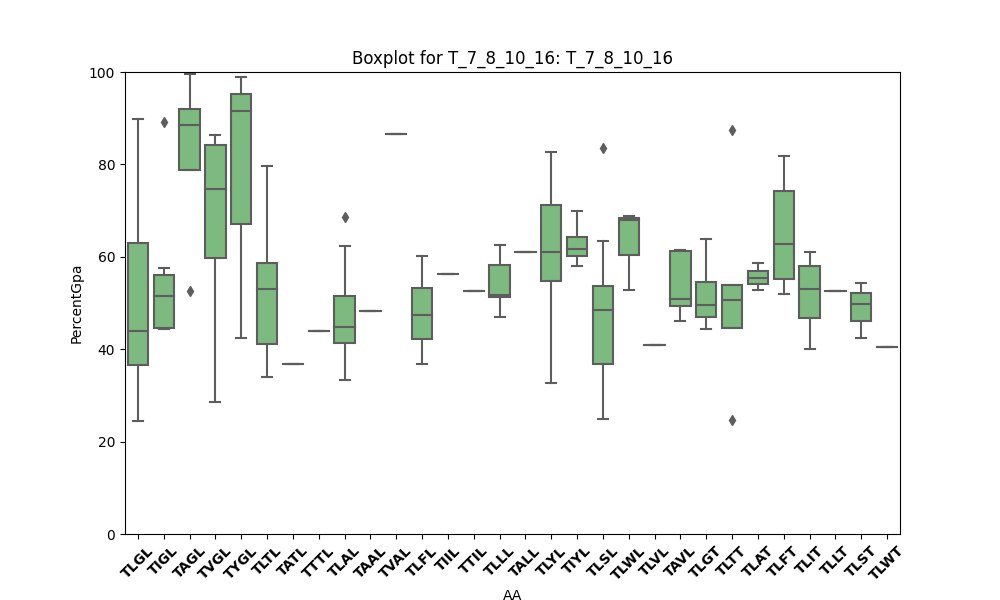 Boxplot for T_7_8_10_16: T_7_8_10_16
PercentGpa
100
80
60
40
20
0
TLGL TIGL TAGL TVGL TYGL TLTL TATL TTTL TLAL TAAL TVAL TLFL TIIL TTIL TLLL TALL TLYL TIYL TLSL TLWL TLVL TAVL TLGT TLTT TLAT TLFT TLIT TLLT TLST TLWT
AA